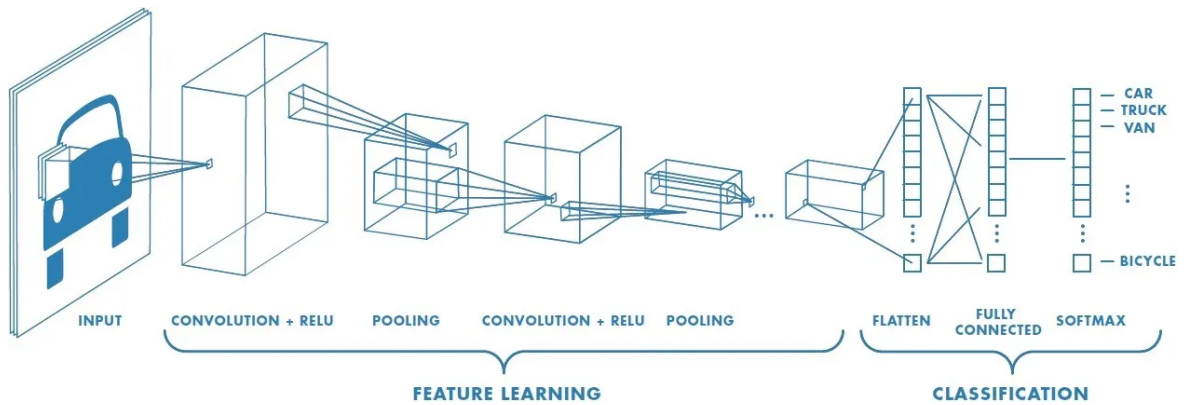 CAR
TRUCK
VAN
BICYCLE
INPUT
CONVOLUTION + RELU
POOLING
CONVOLUTION + RELU
POOLING
FLATTEN
FULLY
CONNECTED
SOFTMAX
FEATURE LEARNING
CLASSIFICATION